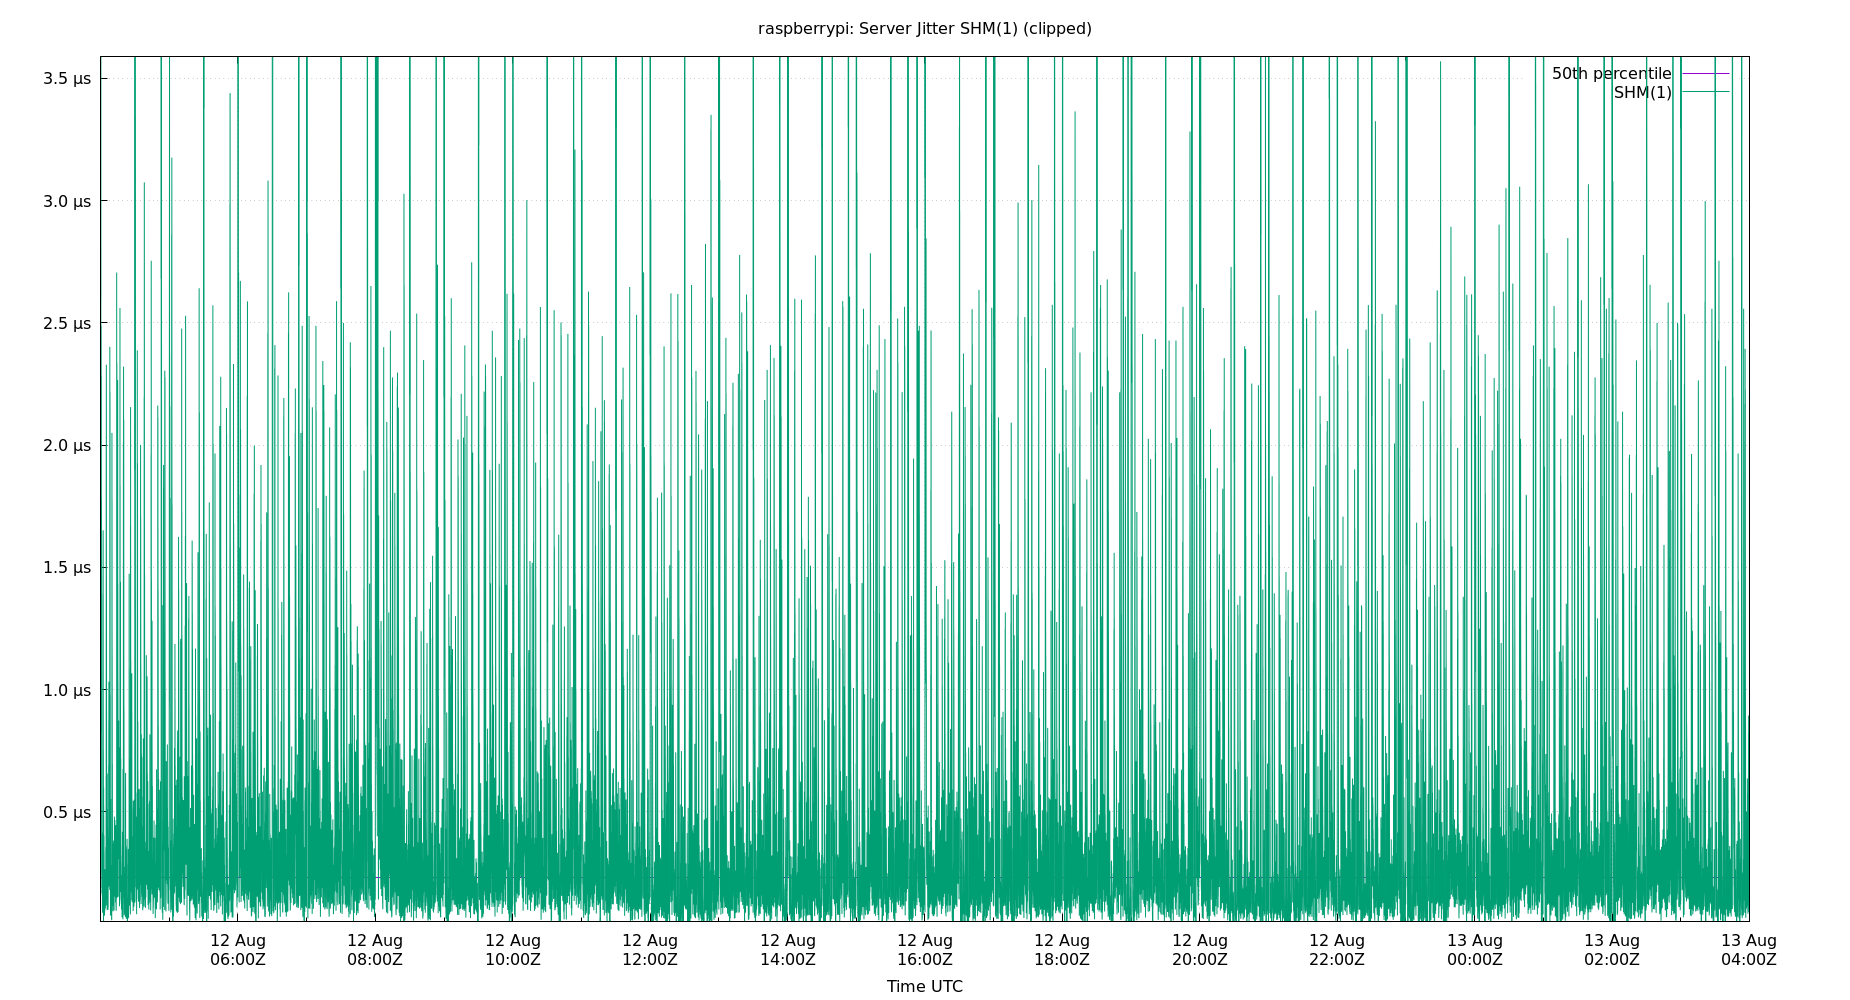 raspberrypi: Server Jitter SHM(1) (clipped)
50th percentile
SHM(1)
3.5 μs
3.0 μs
2.5 μs
2.0 μs
1.5 μs
1.0 μs
0.5 μs
12 Aug 12 Aug 12 Aug 12 Aug 12 Aug 12 Aug 12 Aug 12 Aug 12 Aug 13 Aug 13 Aug 13 Aug
06:00Z 08:00Z 10:00Z 12:00Z 14:00Z 16:00Z 18:00Z 20:00Z 22:00Z 00:00Z 02:00Z 04:00Z
Time UTC